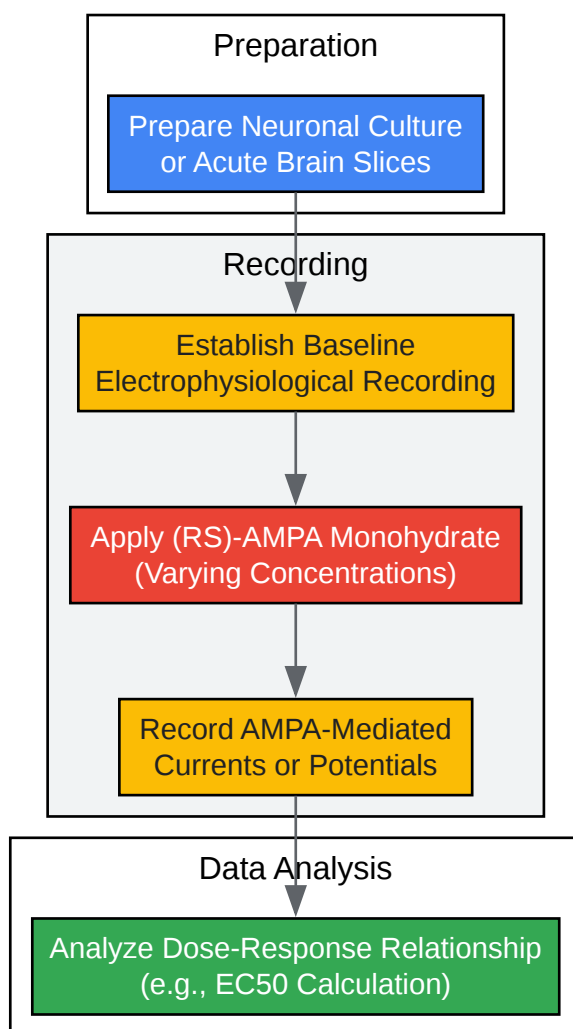 Preparation
Prepare Neuronal Culture
or Acute Brain Slices
Recording
Establish Baseline
Electrophysiological Recording
Apply (RS)-AMPA Monohydrate
(Varying Concentrations)
Record AMPA-Mediated
Currents or Potentials
Data Analysis
Analyze Dose-Response Relationship
(e.g., EC50 Calculation)